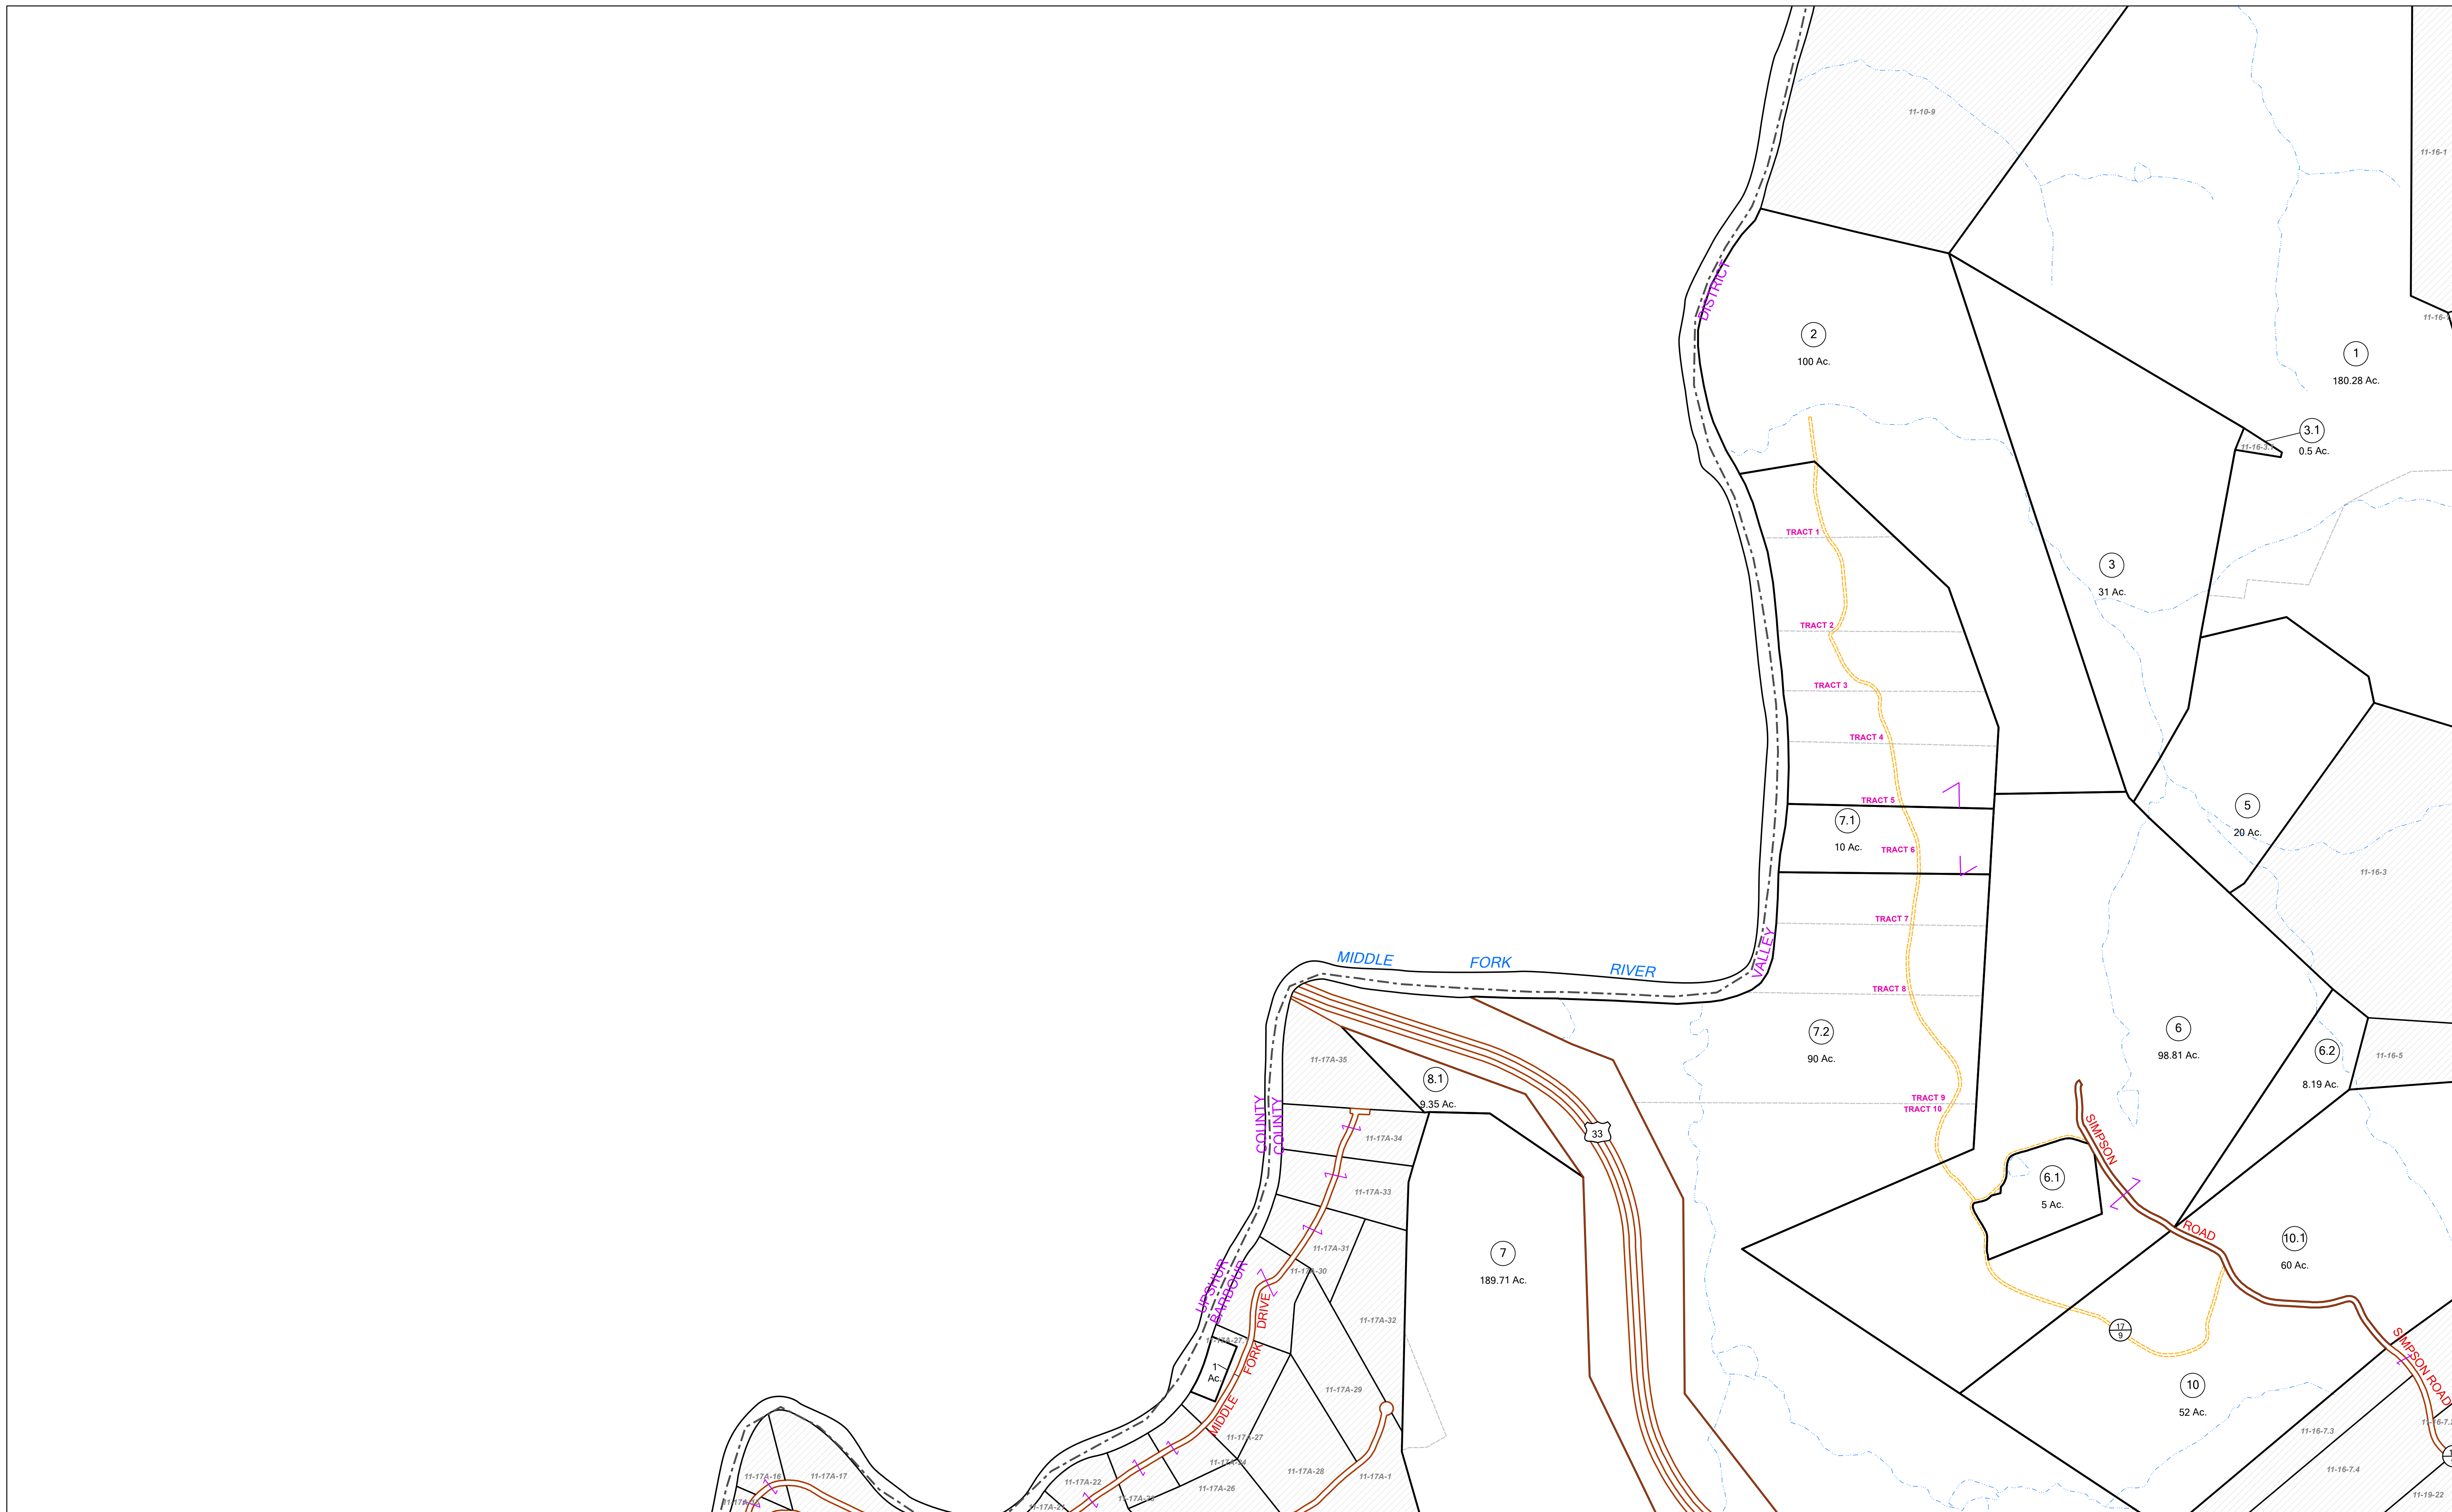 11-10-9
11-16-1
DISTRICT
2
100 Ac.
1
180.28 Ac.
3.1
0.5 Ac.
TRACT 1
3
31 Ac.
TRACT 2
TRACT 3
TRACT 4
TRACT 5
7.1
10 Ac.
TRACT 6
5
20 Ac.
11-16-3
TRACT 7
VALLEY
MIDDLE FORK RIVER
TRACT 8
7.2
90 Ac.
6
98.81 Ac.
6.2
8.19 Ac.
11-16-5
11-17A-35
8.1
9.35 Ac.
33
TRACT 9
TRACT 10
COUNTY
COUNTY
11-17A-34
11-17A-33
SIMPSON
ROAD
6.1
5 Ac.
10.1
60 Ac.
11-17A-31
11-17A-30
7
189.71 Ac.
UPSHUR
BARBOUR
11-17A-32
17
9
MIDDLE FORK DRIVE
1
Ac.
11-17A-29
10
52 Ac.
SIMPSON ROAD
11-16-7.3
11-17A-27
11-17A-28
11-17A-1
11-17A-26
11-17A-22
11-17A-16
11-17A-17
11-16-7.4
11-19-22